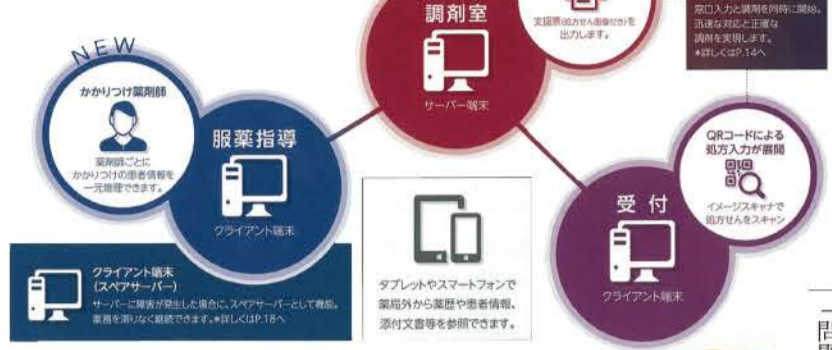 調剤室
サーバー端末
支援票(処方せん画像付き)を
出力します。
窓口入力と調剤を同時に開始。
迅速な対応と正確な
調剤を実現します。
*詳しくはP.14へ
NEW
かかりつけ薬剤師
薬剤師ごとに
かかりつけの患者情報を
一元管理できます。
服薬指導
クライアント端末
QRコードによる
処方入力が展開
イメージスキャナで
処方せんをスキャン
受付
クライアント端末
クライアント端末
(スペアサーバー)
サーバーに障害が発生した場合に、スペアサーバーとして機能。
業務を滞りなく継続できます。*詳しくはP.18へ
タブレットやスマートフォンで
薬局外から薬歴や患者情報、
添付文書等を参照できます。